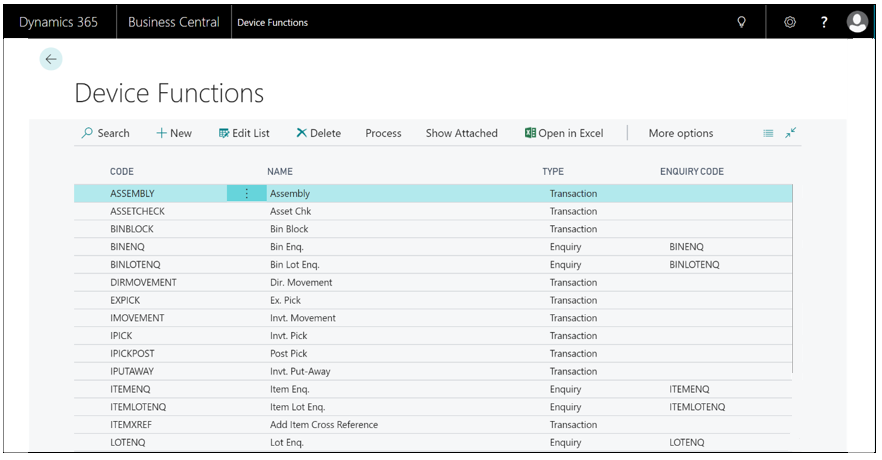 Dynamics 365 Business Central Device Functions ?
Device Functions
Search New Edit List Delete Process Show Attached Open in Excel More options
CODE NAME TYPE ENQUIRY CODE
ASSEMBLY Assembly Transaction
ASSETCHECK Asset Chk Transaction
BINBLOCK Bin Block Transaction
BINENQ Bin Enq. Enquiry BINENQ
BINLOTENQ Bin Lot Enq. Enquiry BINLOTENQ
DIRMOVEMENT Dir. Movement Transaction
EXPICK Ex. Pick Transaction
IMOVEMENT Invt. Movement Transaction
IPICK Invt. Pick Transaction
IPICKPOST Post Pick Transaction
IPUTAWAY Invt. Put-Away Transaction
ITEMENQ Item Enq. Enquiry ITEMENQ
ITEMLOTENQ Item Lot Enq. Enquiry ITEMLOTENQ
ITEMXREF Add Item Cross Reference Transaction
LOTENQ Lot Enq. Enquiry LOTENQ